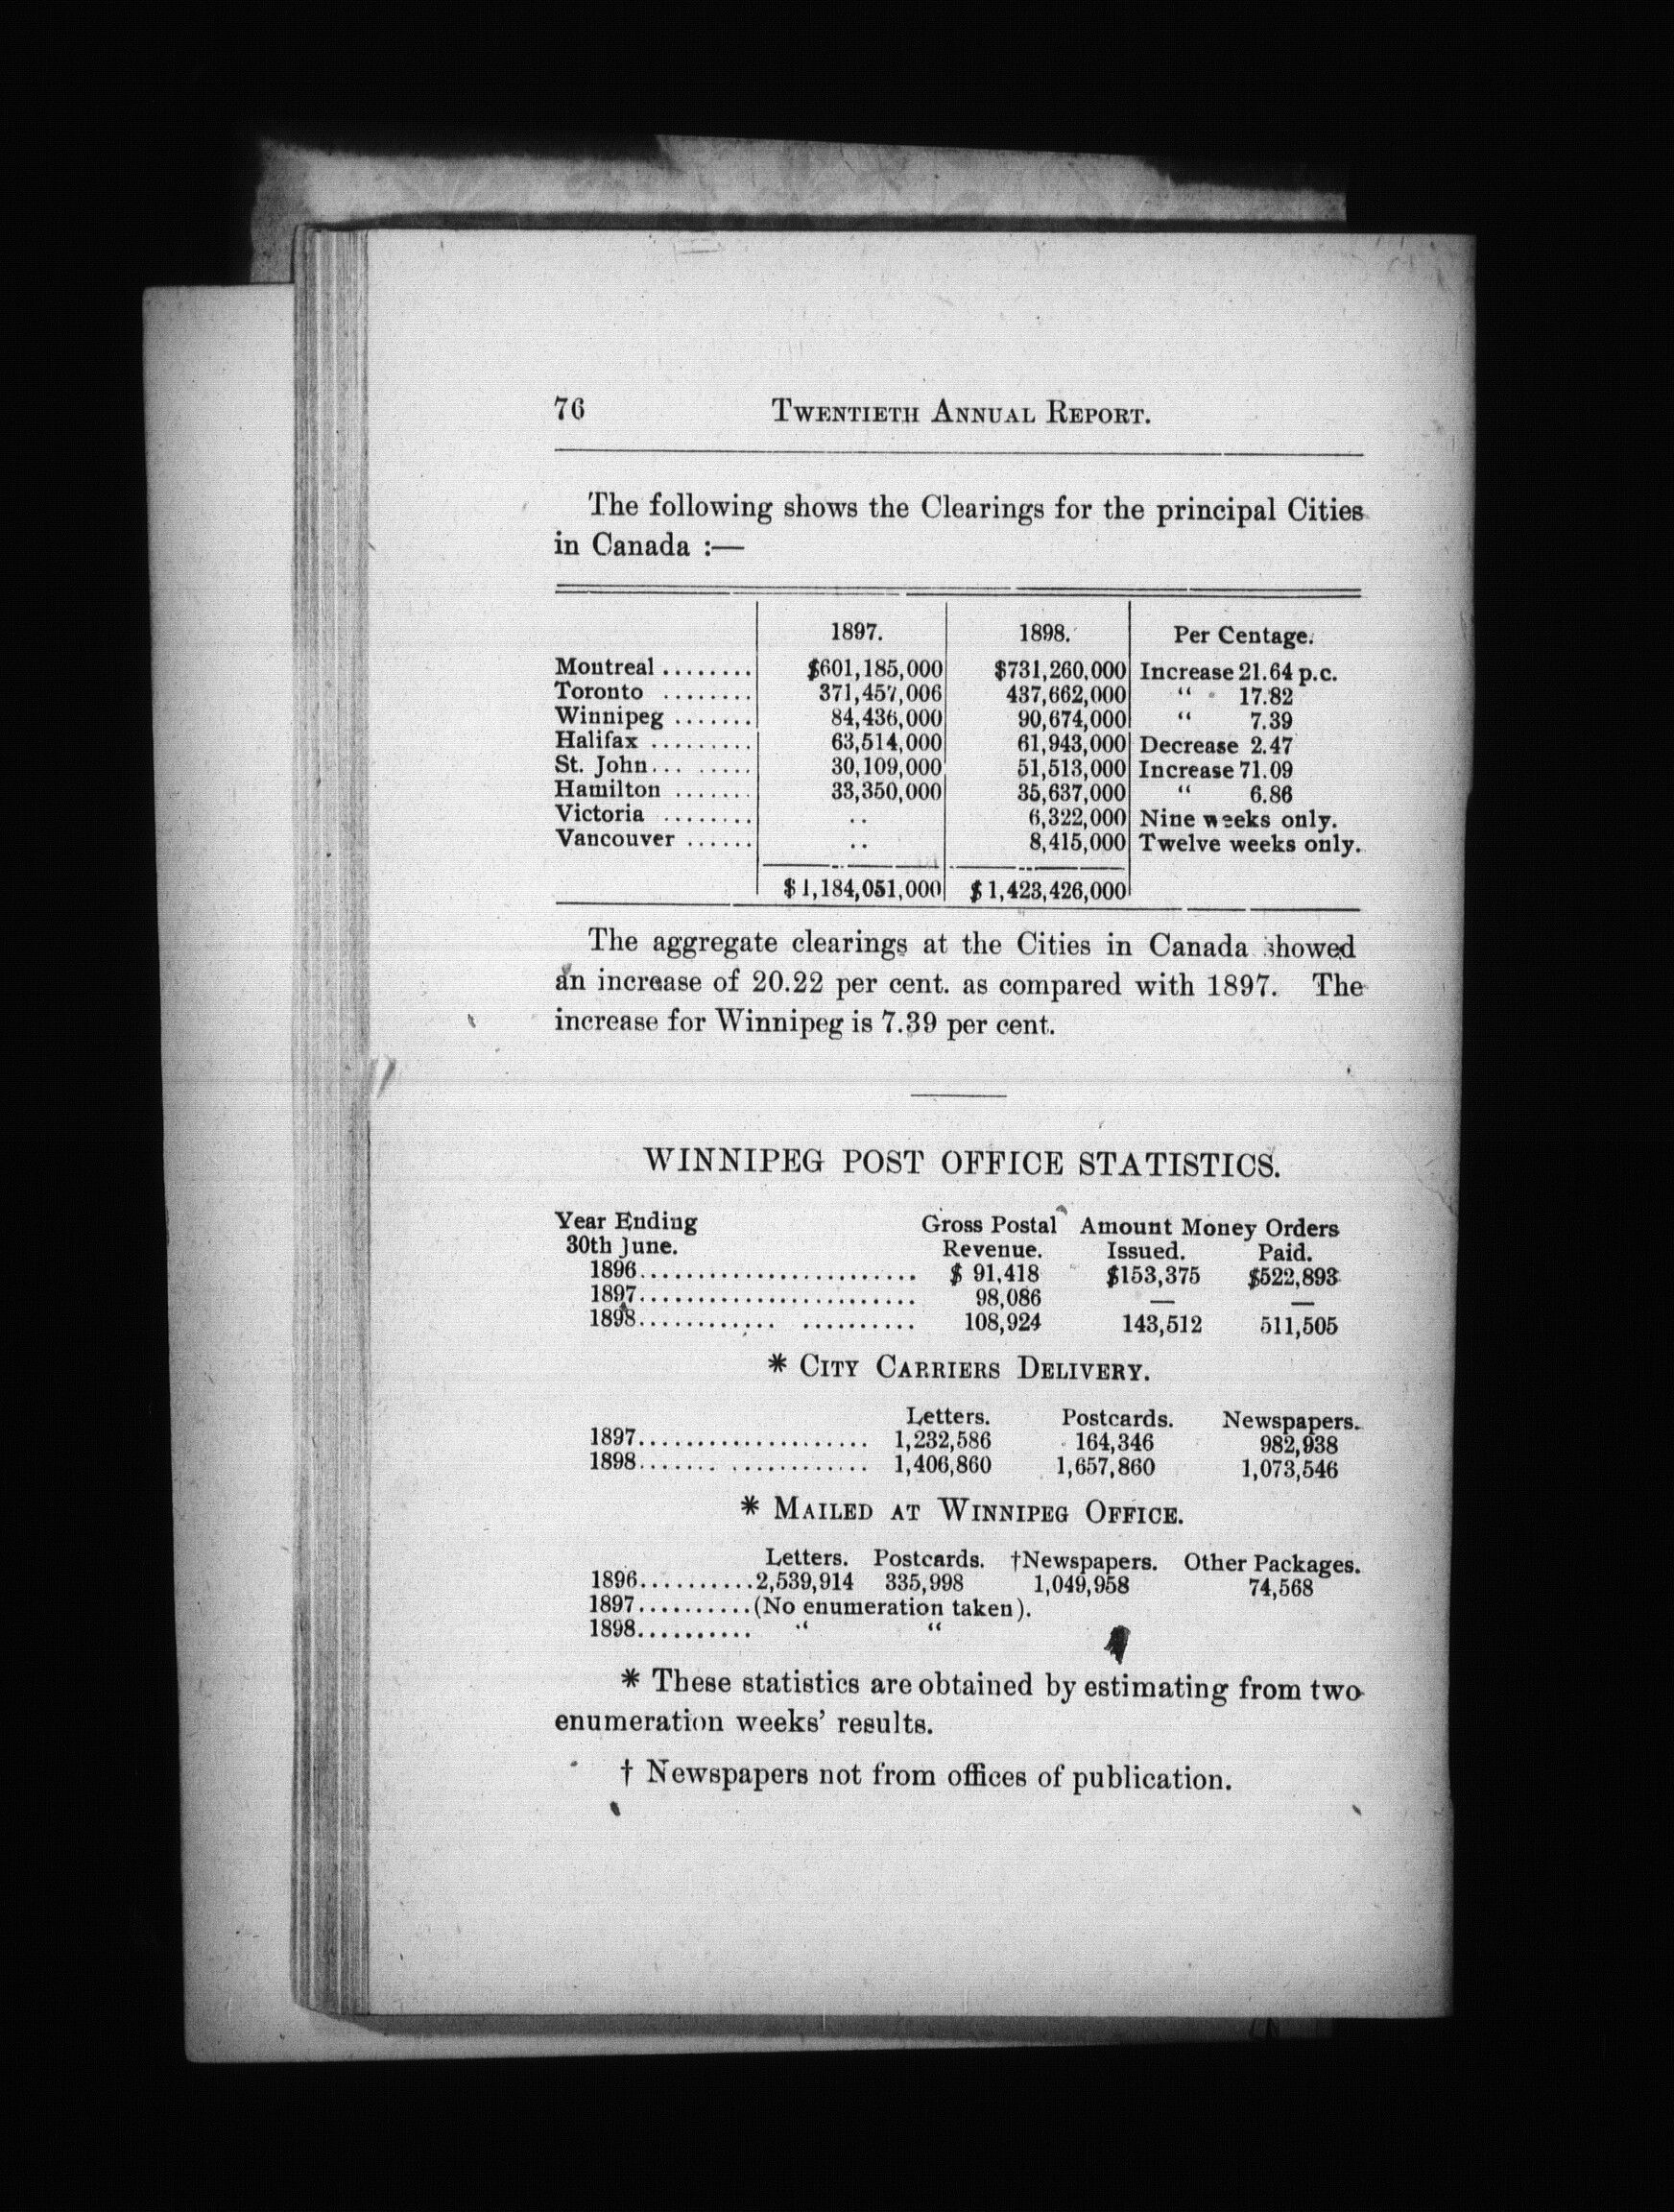 76 TWENTIETH ANNUAL REPORT.
The following shows the Clearings for the principal Cities
in Canada :—
1897. 1898. Per Centage.
Montreal ........ $601,185,000 $731,260,000 Increase 21.64 p.c.
Toronto ........ 371,457,006 437,662,000 “ 17.82
Winnipeg ....... 84,436,000 90,674,000 “ 7.39
Halifax ......... 63,514,000 61,943,000 Decrease 2.47
St. John... ..... 30,109,000 51,513,000 Increase 71.09
Hamilton ....... 33,350,000 35,637,000 “ 6.86
Victoria ........ .. 6,322,000 Nine weeks only.
Vancouver ...... .. 8,415,000 Twelve weeks only.
$1,184,051,000 $1,423,426,000
The aggregate clearings at the Cities in Canada showed
an increase of 20.22 per cent. as compared with 1897. The
increase for Winnipeg is 7.39 per cent.
WINNIPEG POST OFFICE STATISTICS.
Year Ending Gross Postal Amount Money Orders
30th June. Revenue. Issued. Paid.
1896........................ $ 91,418 $153,375 $522,893
1897........................ 98,086 — —
1898............ .......... 108,924 143,512 511,505
* CITY CARRIERS DELIVERY.
Letters. Postcards. Newspapers.
1897.................... 1,232,586 164,346 982,938
1898....... ............ 1,406,860 1,657,860 1,073,546
* MAILED AT WINNIPEG OFFICE.
Letters. Postcards. †Newspapers. Other Packages.
1896..........2,539,914 335,998 1,049,958 74,568
1897..........(No enumeration taken).
1898.......... “ “
* These statistics are obtained by estimating from two
enumeration weeks’ results.
† Newspapers not from offices of publication.